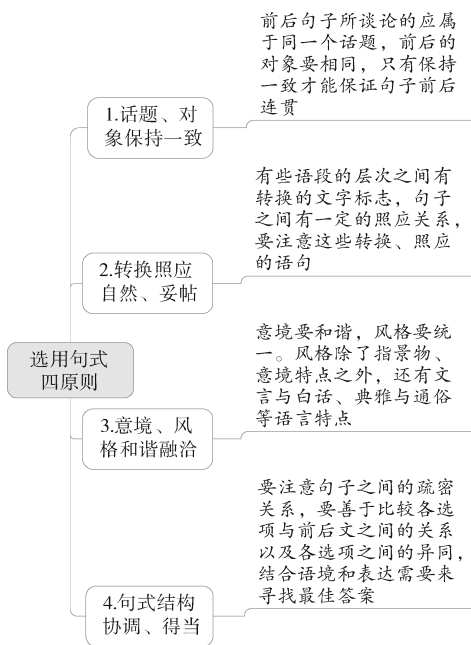 选用句式
四原则
1.话题、对
象保持一致
前后句子所谈论的应属
于同一个话题，前后的
对象要相同，只有保持
一致才能保证句子前后
连贯
2.转换照应
自然、妥帖
有些语段的层次之间有
转换的文字标志，句子
之间有一定的照应关系，
要注意这些转换、照应
的语句
3.意境、风
格和谐融洽
意境要和谐，风格要统
一。风格除了指景物、
意境特点之外，还有文
言与白话、典雅与通俗
等语言特点
4.句式结构
协调、得当
要注意句子之间的疏密
关系，要善于比较各选
项与前后文之间的关系
以及各选项之间的异同，
结合语境和表达需要来
寻找最佳答案